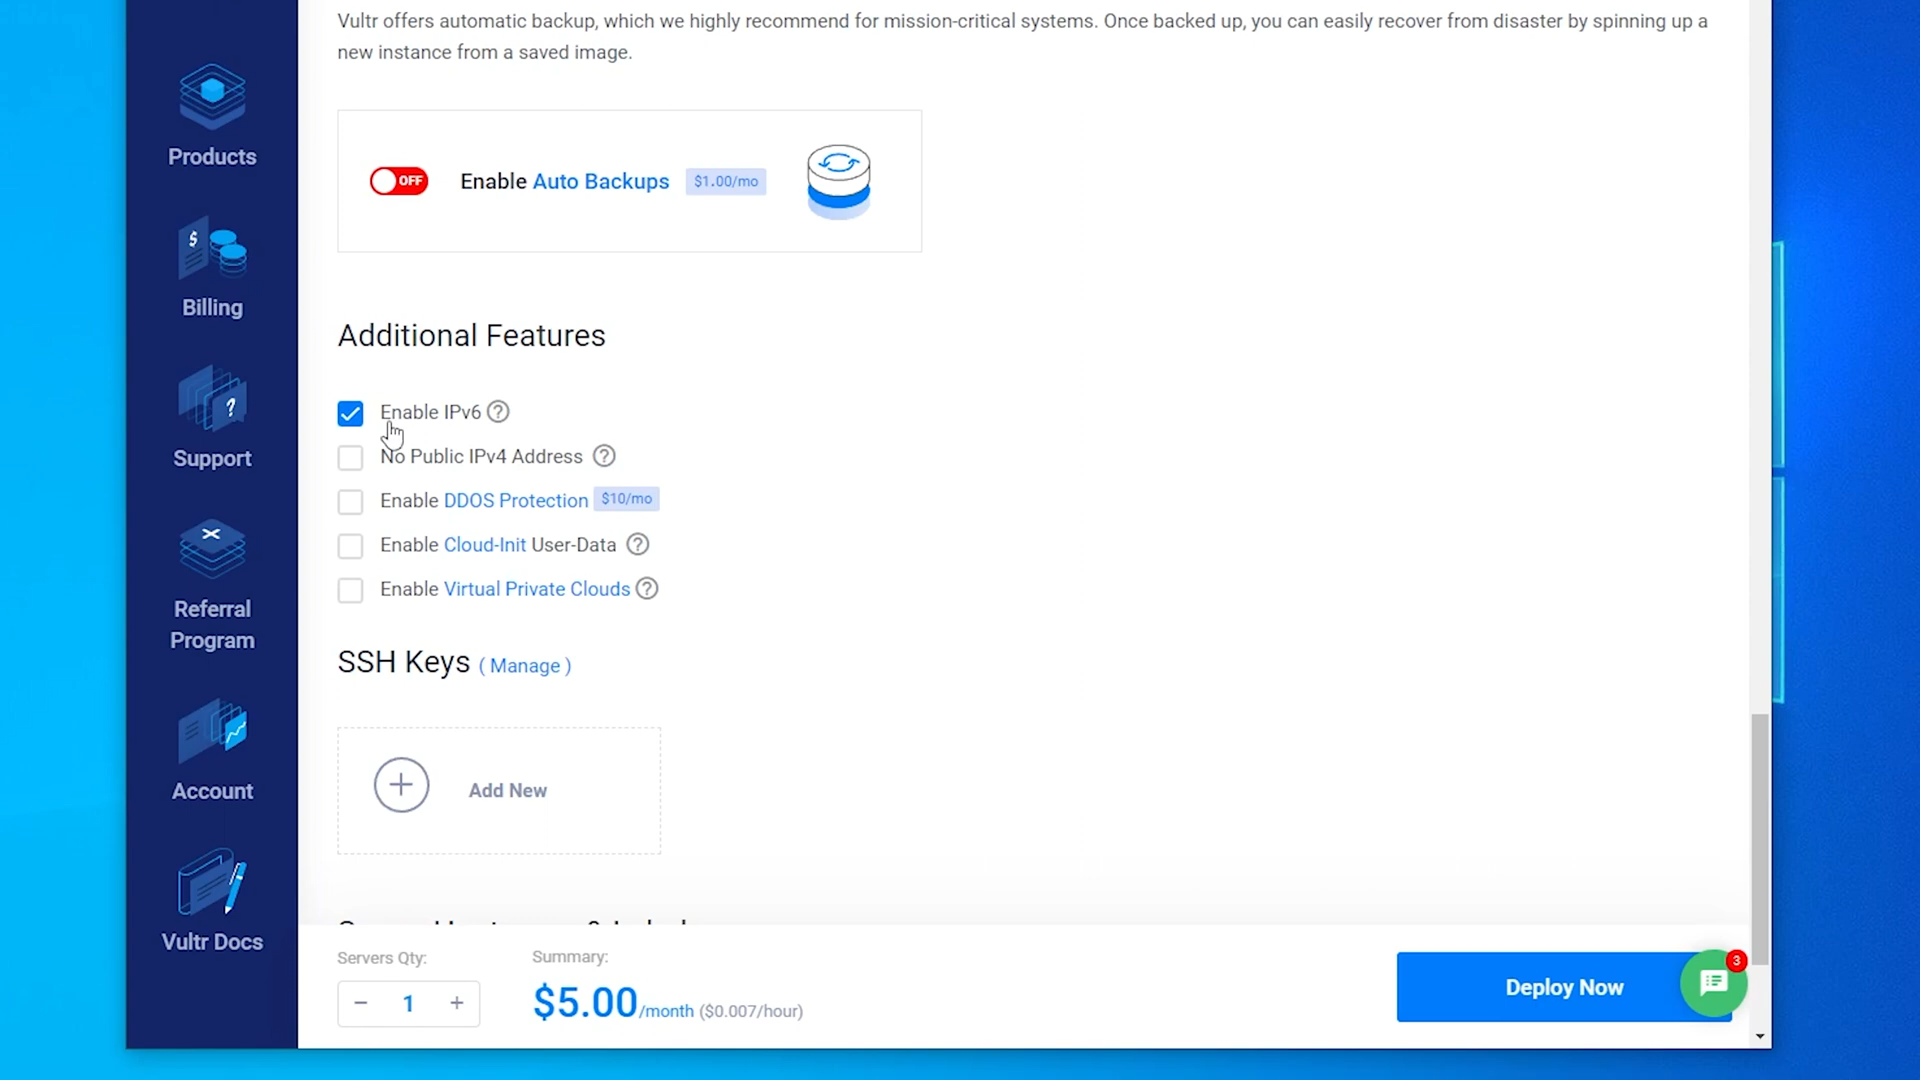 Vultr offers automatic backup, which we highly recommend for mission-critical systems. Once backed up, you can easily recover from disaster by spinning up a
new instance from a saved image.
Products
OFF
Enable Auto Backups
$1.00/mo
$
Billing
Additional Features
Enable IPv6 ?
?
Support
No Public IPv4 Address ?
Enable DDOS Protection $10/mo
Enable Cloud-Init User-Data ?
Enable Virtual Private Clouds ?
Referral
Program
SSH Keys ( Manage )
Account
Add New
Vultr Docs
Servers Qty:
Summary:
− 1 +
$5.00/month ($0.007/hour)
Deploy Now
3